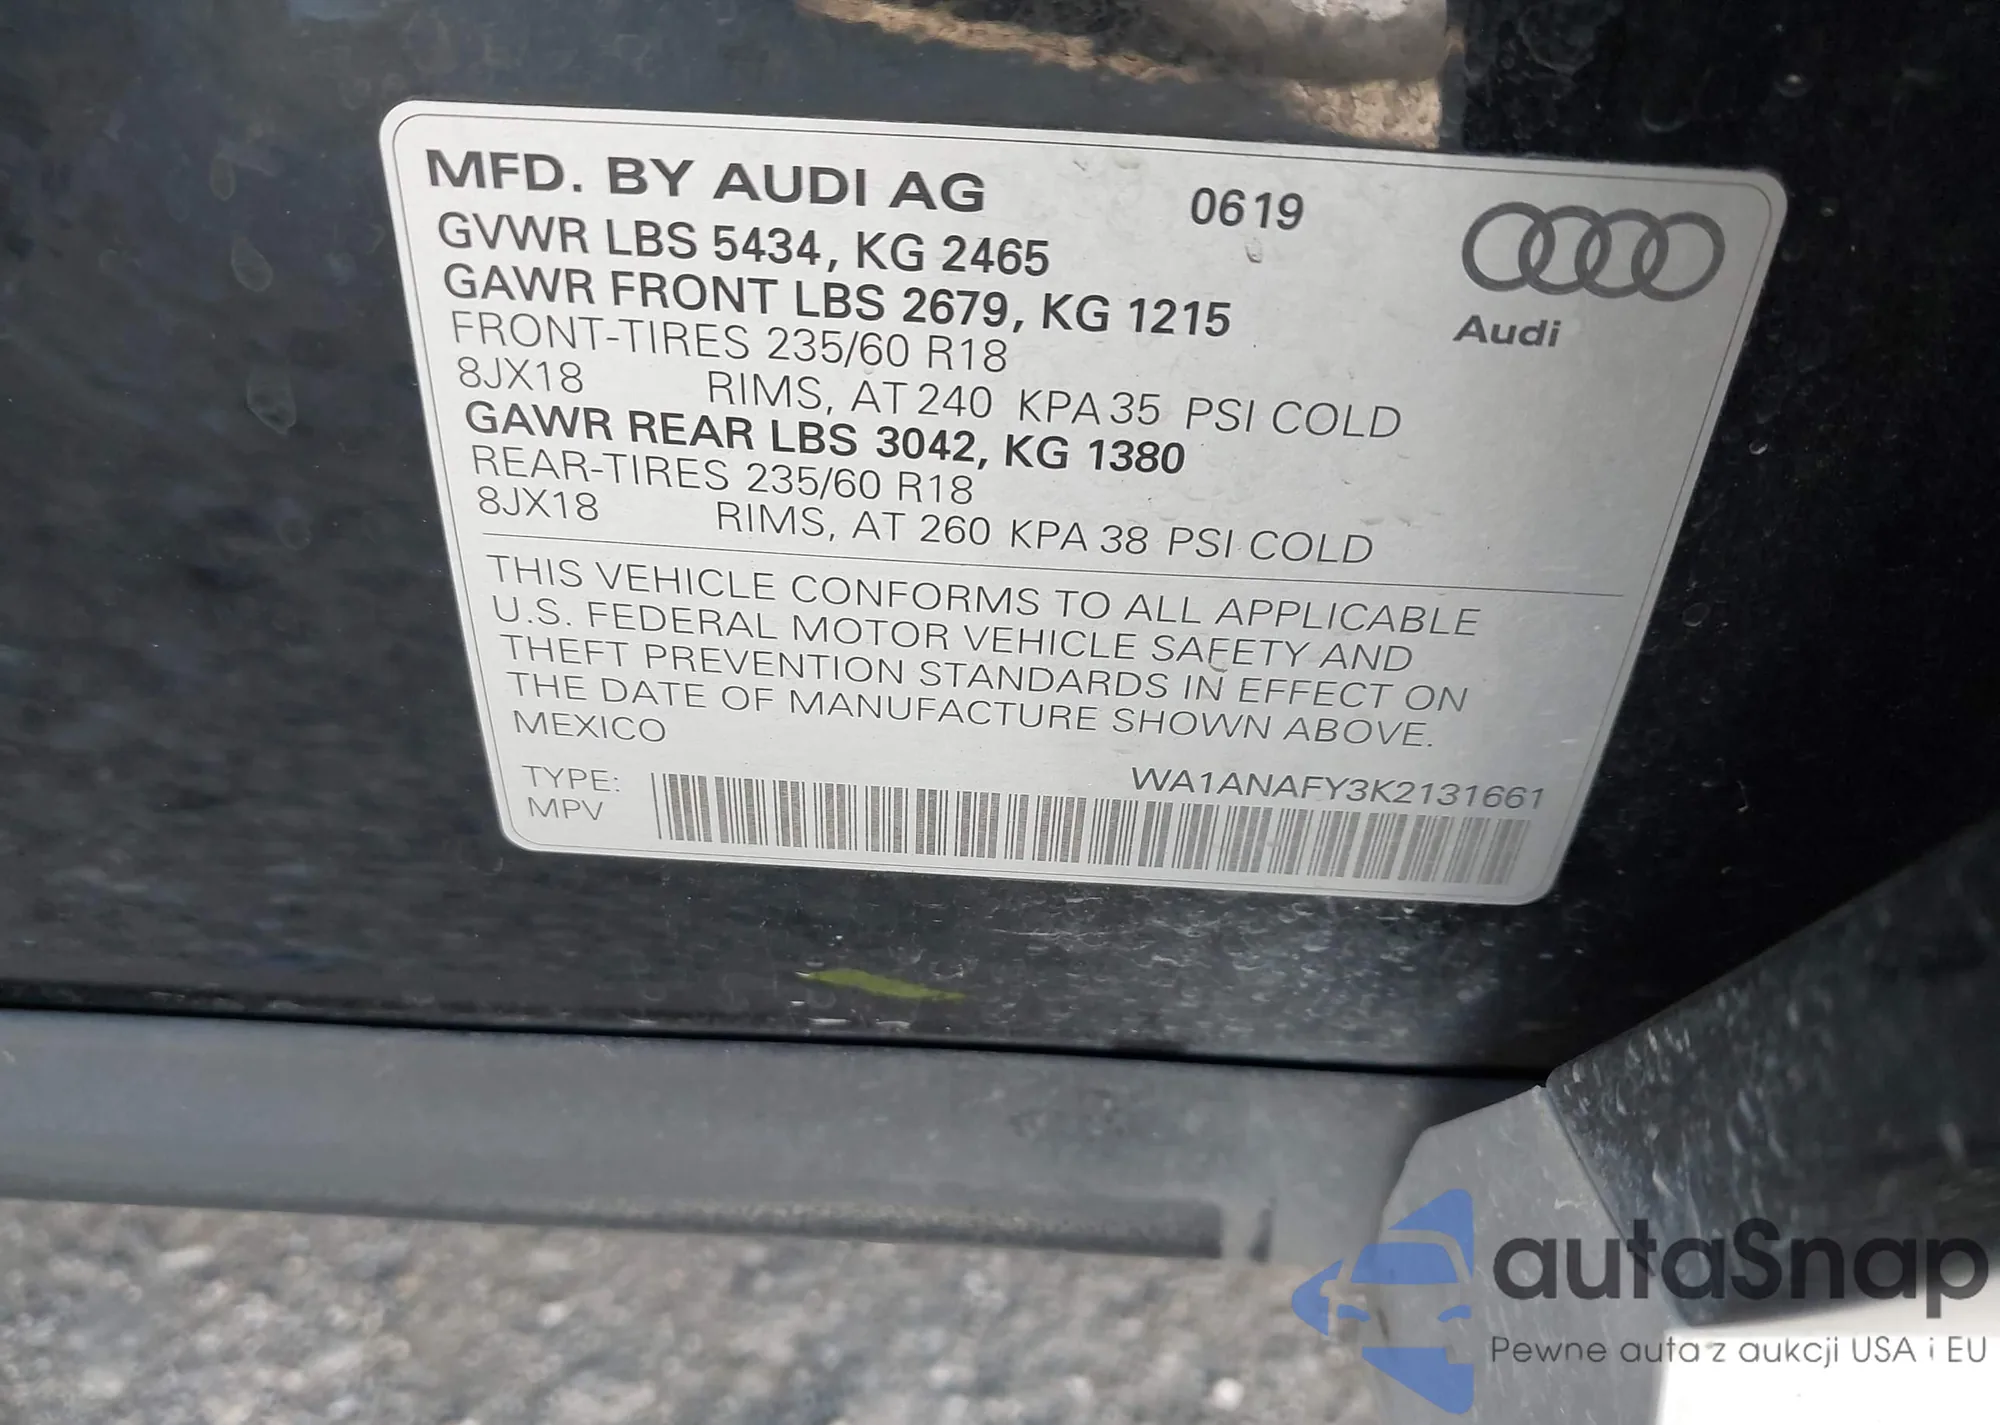 MFD. BY AUDI AG 0619
GVWR LBS 5434, KG 2465
GAWR FRONT LBS 2679, KG 1215
Audi
FRONT-TIRES 235/60 R18
8JX18 RIMS, AT 240 KPA 35 PSI COLD
GAWR REAR LBS 3042, KG 1380
REAR-TIRES 235/60 R18
8JX18 RIMS, AT 260 KPA 38 PSI COLD
THIS VEHICLE CONFORMS TO ALL APPLICABLE
U.S. FEDERAL MOTOR VEHICLE SAFETY AND
THEFT PREVENTION STANDARDS IN EFFECT ON
THE DATE OF MANUFACTURE SHOWN ABOVE.
MEXICO
TYPE: WA1ANAFY3K2131661
MPV
autaSnap
Pewne auta z aukcji USA i EU